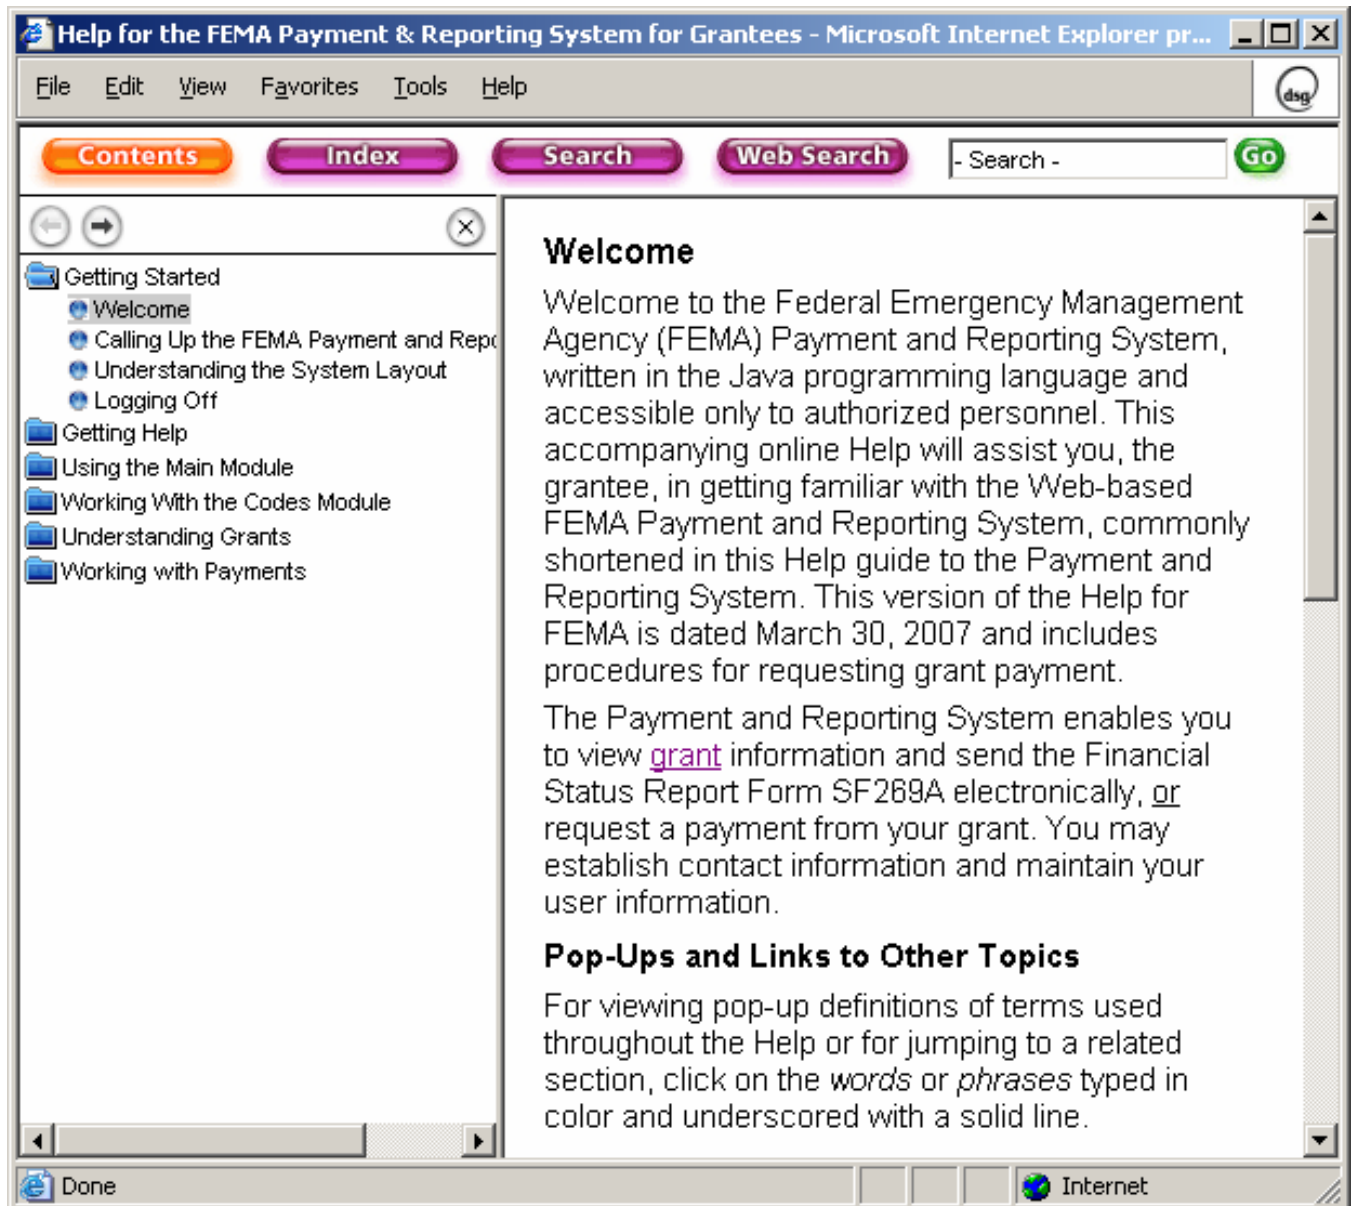 Help for the FEMA Payment & Reporting System for Grantees - Microsoft Internet Explorer pr...
File Edit View Favorites Tools Help
dsg
Contents Index Search Web Search - Search - Go
Getting Started
Welcome
Calling Up the FEMA Payment and Repo
Understanding the System Layout
Logging Off
Getting Help
Using the Main Module
Working With the Codes Module
Understanding Grants
Working with Payments
Welcome
Welcome to the Federal Emergency Management
Agency (FEMA) Payment and Reporting System,
written in the Java programming language and
accessible only to authorized personnel. This
accompanying online Help will assist you, the
grantee, in getting familiar with the Web-based
FEMA Payment and Reporting System, commonly
shortened in this Help guide to the Payment and
Reporting System. This version of the Help for
FEMA is dated March 30, 2007 and includes
procedures for requesting grant payment.
The Payment and Reporting System enables you
to view grant information and send the Financial
Status Report Form SF269A electronically, or
request a payment from your grant. You may
establish contact information and maintain your
user information.
Pop-Ups and Links to Other Topics
For viewing pop-up definitions of terms used
throughout the Help or for jumping to a related
section, click on the words or phrases typed in
color and underscored with a solid line.
Done Internet